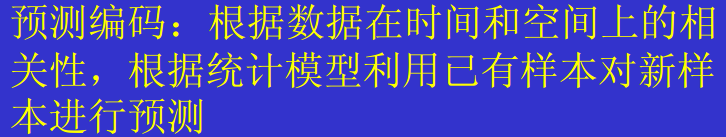 预测编码：根据数据在时间和空间上的相
关性，根据统计模型利用已有样本对新样
本进行预测